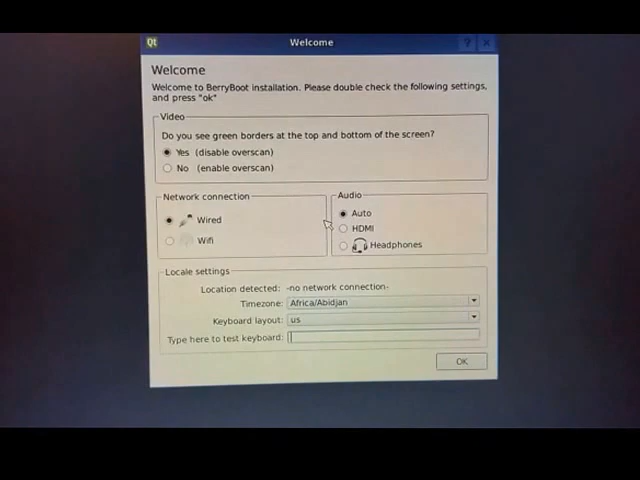 Qt Welcome ? ×
Welcome
Welcome to BerryBoot installation. Please double check the following settings,
and press "ok"
Video
Do you see green borders at the top and bottom of the screen?
Yes (disable overscan)
No (enable overscan)
Network connection
Wired
Wifi
Audio
Auto
HDMI
Headphones
Locale settings
Location detected: -no network connection-
Timezone: Africa/Abidjan
Keyboard layout: us
Type here to test keyboard:
OK